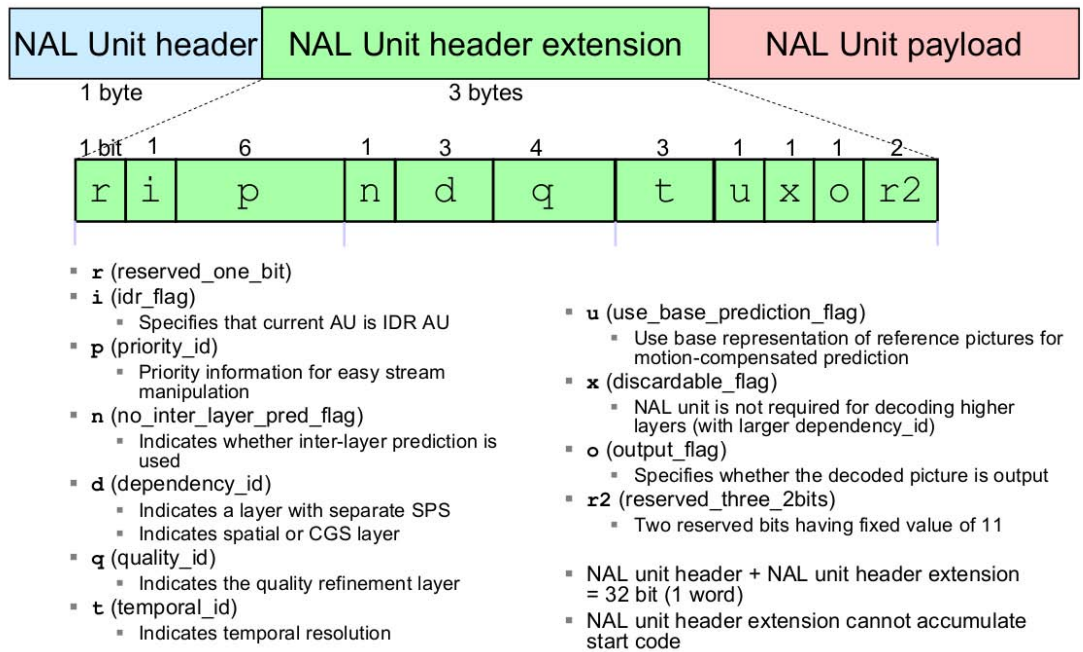 NAL Unit header NAL Unit header extension NAL Unit payload
1 byte 3 bytes
1 bit 1 6 1 3 4 3 1 1 1 2
r i p n d q t u x o r2
▪ r (reserved_one_bit)
▪ i (idr_flag)
▪ Specifies that current AU is IDR AU
▪ p (priority_id)
▪ Priority information for easy stream
manipulation
▪ n (no_inter_layer_pred_flag)
▪ Indicates whether inter-layer prediction is
used
▪ d (dependency_id)
▪ Indicates a layer with separate SPS
▪ Indicates spatial or CGS layer
▪ q (quality_id)
▪ Indicates the quality refinement layer
▪ t (temporal_id)
▪ Indicates temporal resolution
▪ u (use_base_prediction_flag)
▪ Use base representation of reference pictures for
motion-compensated prediction
▪ x (discardable_flag)
▪ NAL unit is not required for decoding higher
layers (with larger dependency_id)
▪ o (output_flag)
▪ Specifies whether the decoded picture is output
▪ r2 (reserved_three_2bits)
▪ Two reserved bits having fixed value of 11
▪ NAL unit header + NAL unit header extension
= 32 bit (1 word)
▪ NAL unit header extension cannot accumulate
start code